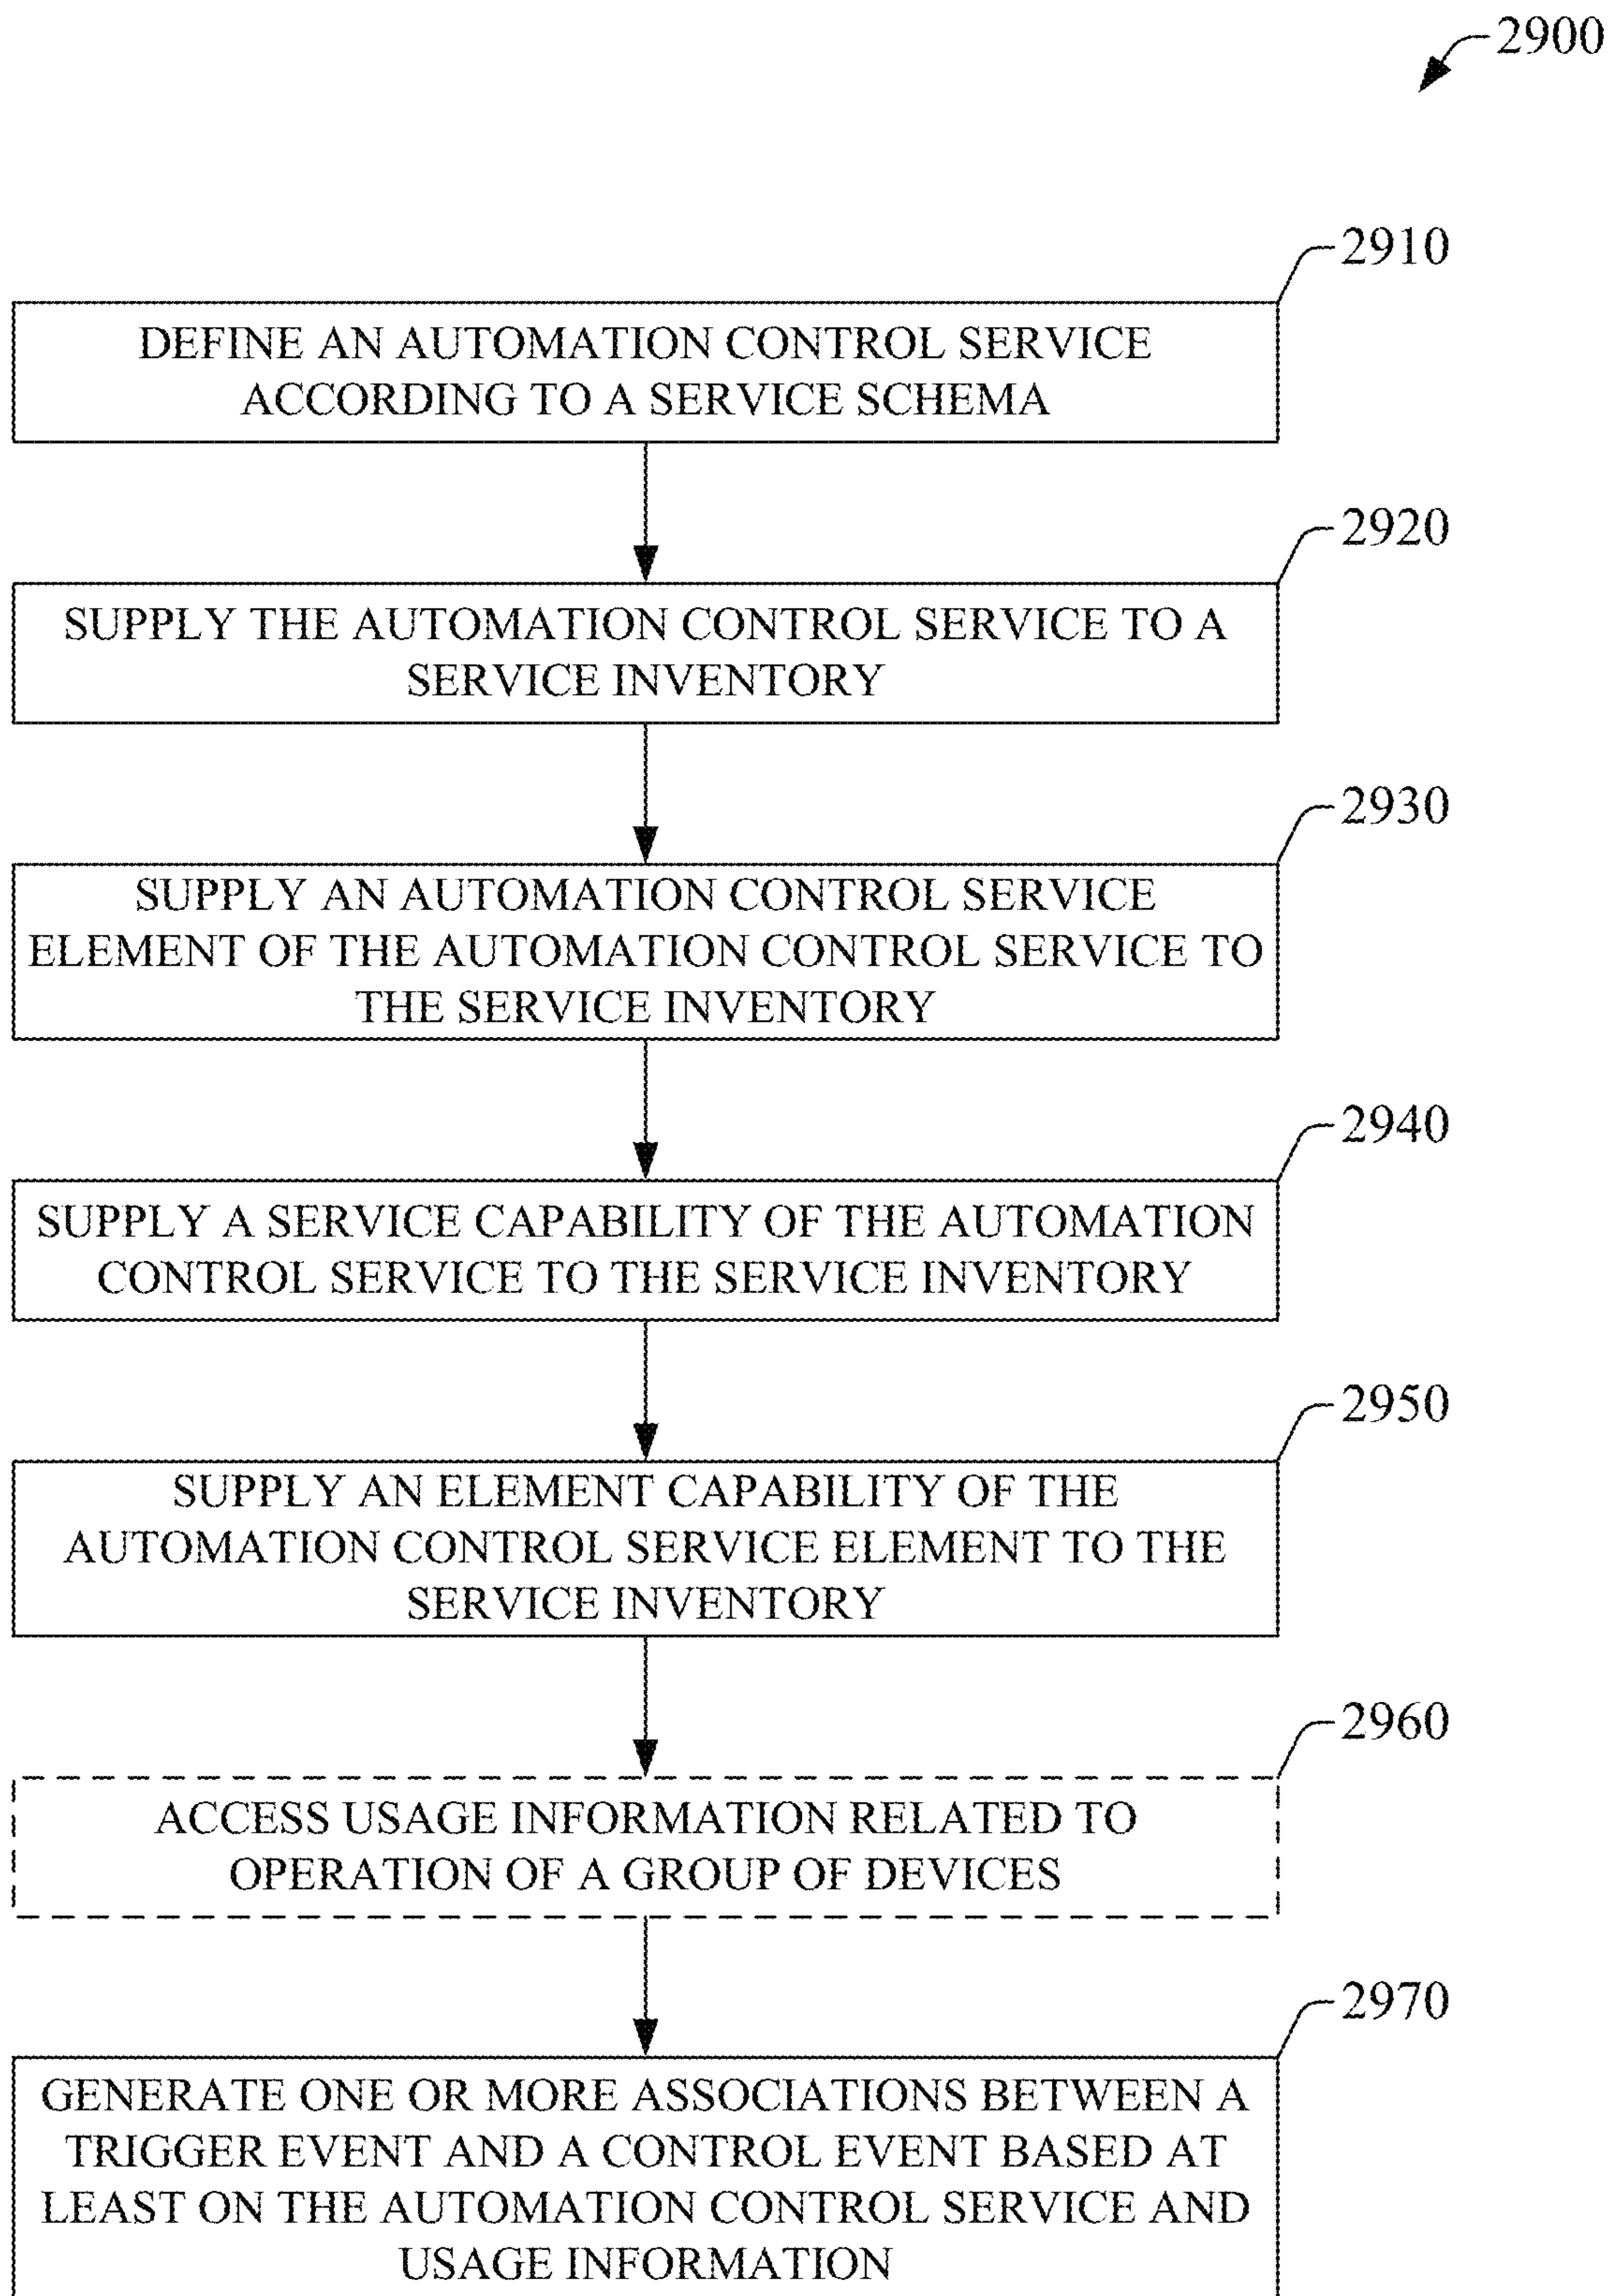 2900
2910
DEFINE AN AUTOMATION CONTROL SERVICE
ACCORDING TO A SERVICE SCHEMA
2920
SUPPLY THE AUTOMATION CONTROL SERVICE TO A
SERVICE INVENTORY
2930
SUPPLY AN AUTOMATION CONTROL SERVICE
ELEMENT OF THE AUTOMATION CONTROL SERVICE TO
THE SERVICE INVENTORY
2940
SUPPLY A SERVICE CAPABILITY OF THE AUTOMATION
CONTROL SERVICE TO THE SERVICE INVENTORY
2950
SUPPLY AN ELEMENT CAPABILITY OF THE
AUTOMATION CONTROL SERVICE ELEMENT TO THE
SERVICE INVENTORY
2960
ACCESS USAGE INFORMATION RELATED TO
OPERATION OF A GROUP OF DEVICES
2970
GENERATE ONE OR MORE ASSOCIATIONS BETWEEN A
TRIGGER EVENT AND A CONTROL EVENT BASED AT
LEAST ON THE AUTOMATION CONTROL SERVICE AND
USAGE INFORMATION